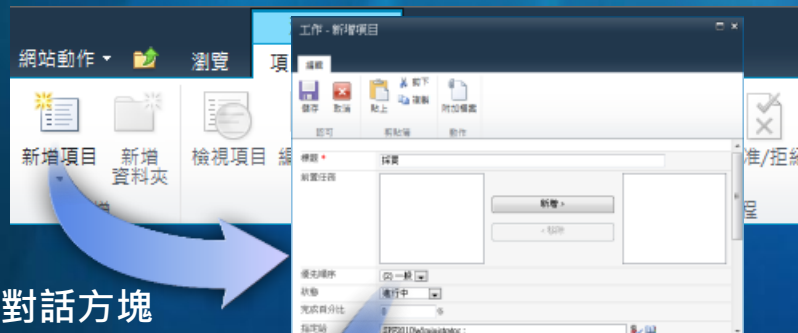 工作 - 新增項目
網站動作
瀏覽
項
編輯
儲存
取消
貼上
剪下
複製
附加檔案
認可
剪貼簿
動作
新增項目
新增
資料夾
檢視項目
准/拒絕
標題 *
採買
前置任務
新增 >
< 移除
優先順序
(2) 一般
狀態
進行中
完成百分比
%
指定給
對話方塊